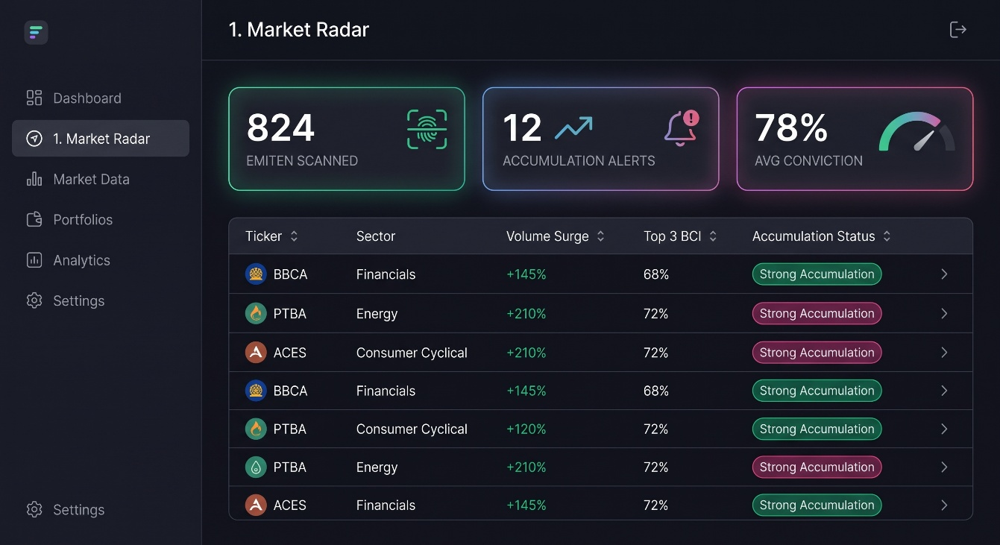 1. Market Radar
Dashboard
1. Market Radar
Market Data
Portfolios
Analytics
Settings
Settings
824
EMITEN SCANNED
12
ACCUMULATION ALERTS
!
78%
AVG CONVICTION
Ticker Sector Volume Surge Top 3 BCI Accumulation Status
BBCA Financials +145% 68% Strong Accumulation
PTBA Energy +210% 72% Strong Accumulation
ACES Consumer Cyclical +210% 72% Strong Accumulation
BBCA Financials +145% 68% Strong Accumulation
PTBA Consumer Cyclical +120% 72% Strong Accumulation
PTBA Energy +210% 72% Strong Accumulation
ACES Financials +145% 72% Strong Accumulation